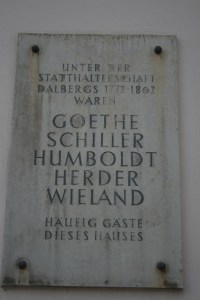 UNTER DER
STATTHALTERSCHAFT
DALBERGS 1772-1802
WAREN
GOETHE
SCHILLER
HUMBOLDT
HERDER
WIELAND
HÄUFIG GÄSTE
DIESES HAUSES